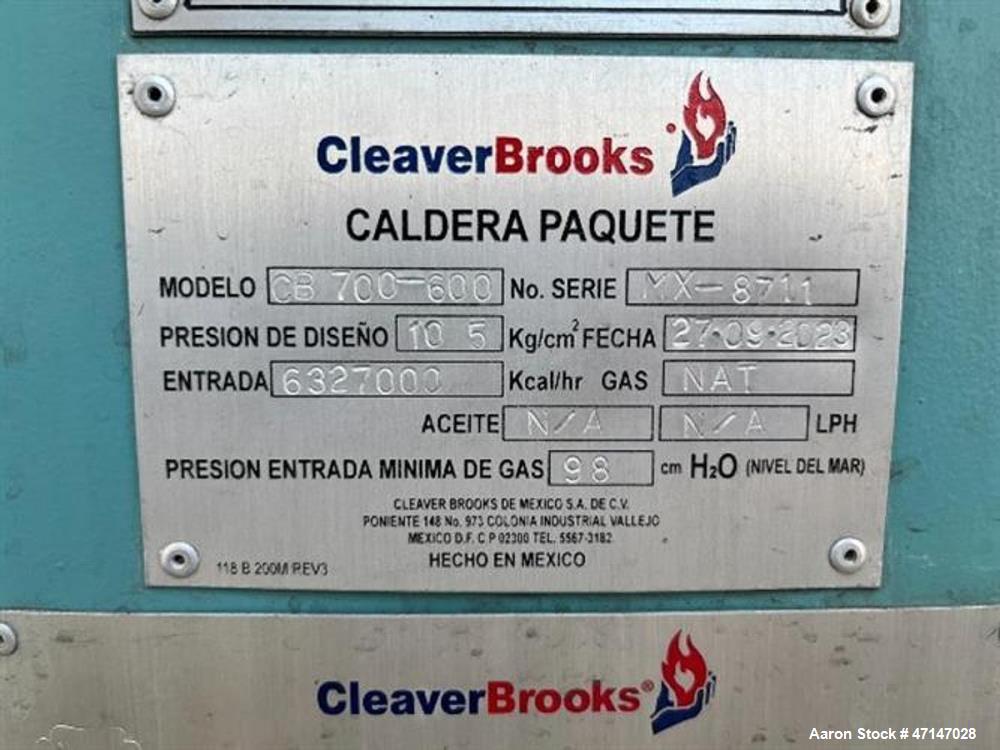 CleaverBrooks
CALDERA PAQUETE
MODELO CB 700-600 No. SERIE MX-8711
PRESION DE DISEÑO 10 5 Kg/cm² FECHA 27·09·2023
ENTRADA 6327000 Kcal/hr GAS NAT
ACEITE N/A N/A LPH
PRESION ENTRADA MINIMA DE GAS 98 cm H₂O (NIVEL DEL MAR)
CLEAVER BROOKS DE MEXICO S.A. DE C.V.
PONIENTE 148 No. 973 COLONIA INDUSTRIAL VALLEJO
MEXICO D.F. C P 02300 TEL. 5567-3182
HECHO EN MEXICO
118 B 200M REV3
CleaverBrooks®
Aaron Stock # 47147028